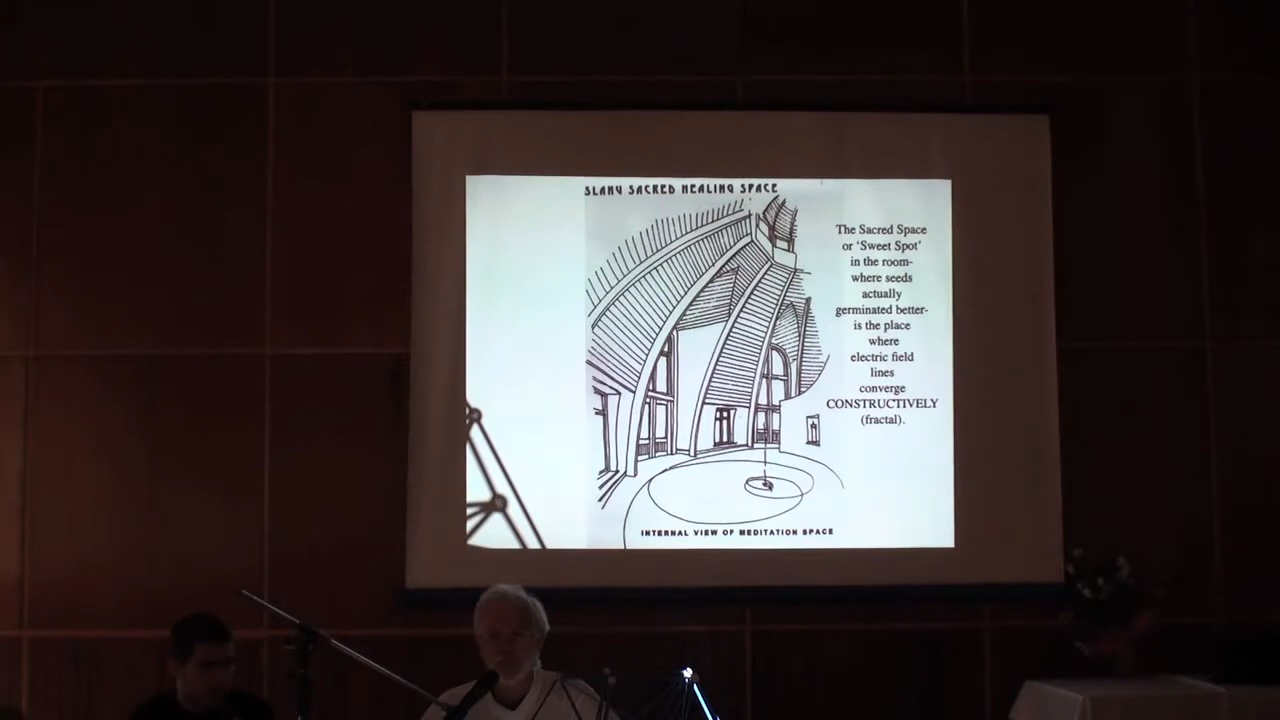 SLANY SACRED HEALING SPACE
The Sacred Space
or ‘Sweet Spot’
in the room-
where seeds
actually
germinated better-
is the place
where
electric field
lines
converge
CONSTRUCTIVELY
(fractal).
INTERNAL VIEW OF MEDITATION SPACE